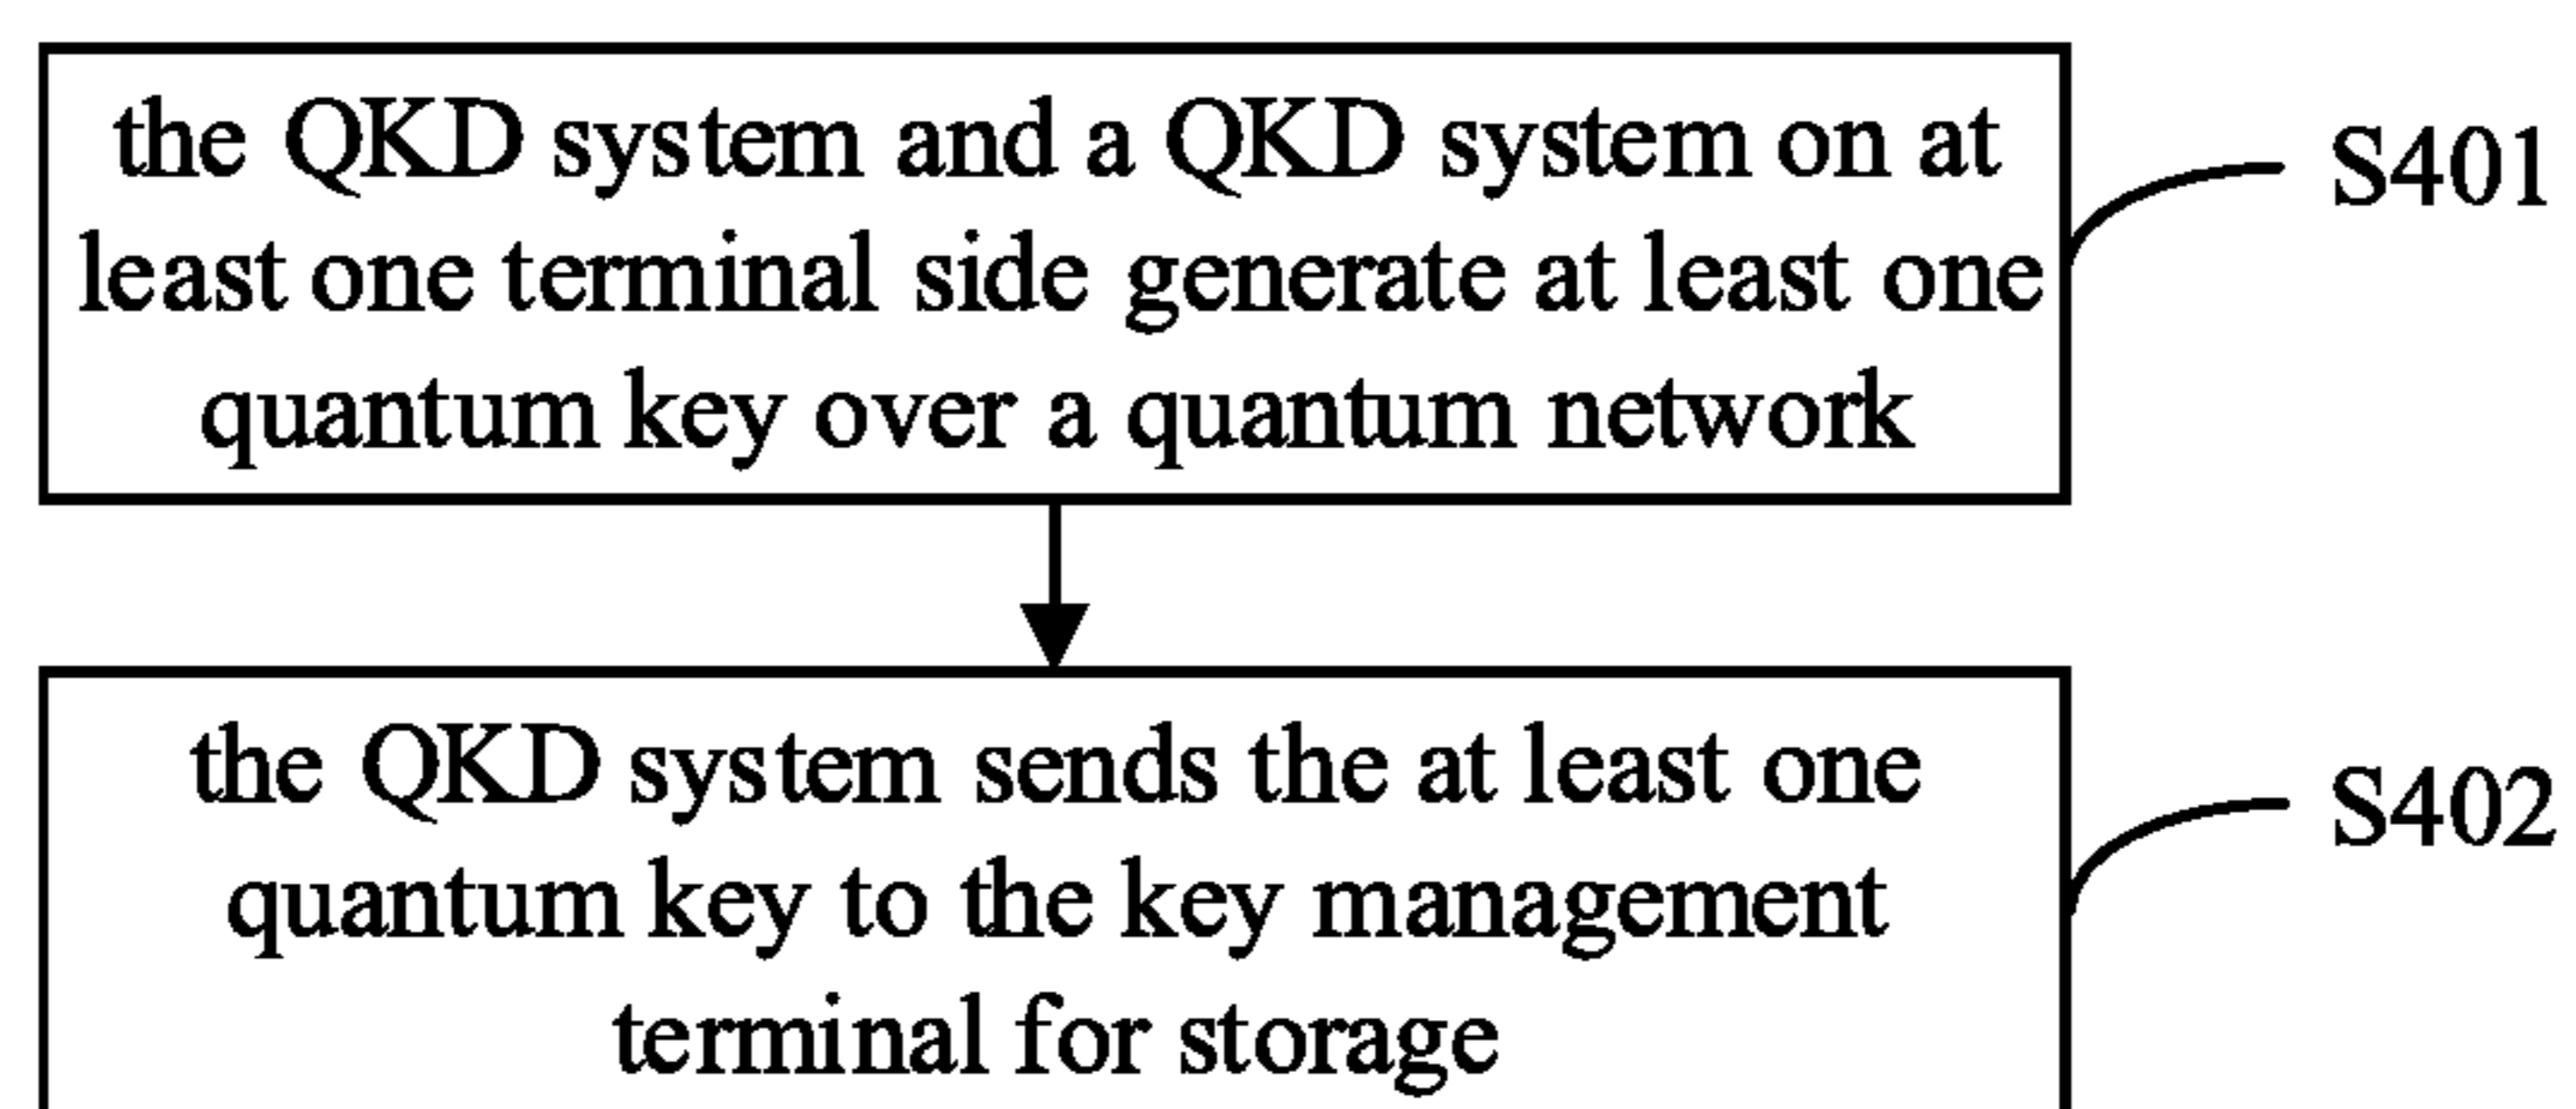 the QKD system and a QKD system on at
least one terminal side generate at least one
quantum key over a quantum network
S401
the QKD system sends the at least one
quantum key to the key management
terminal for storage
S402